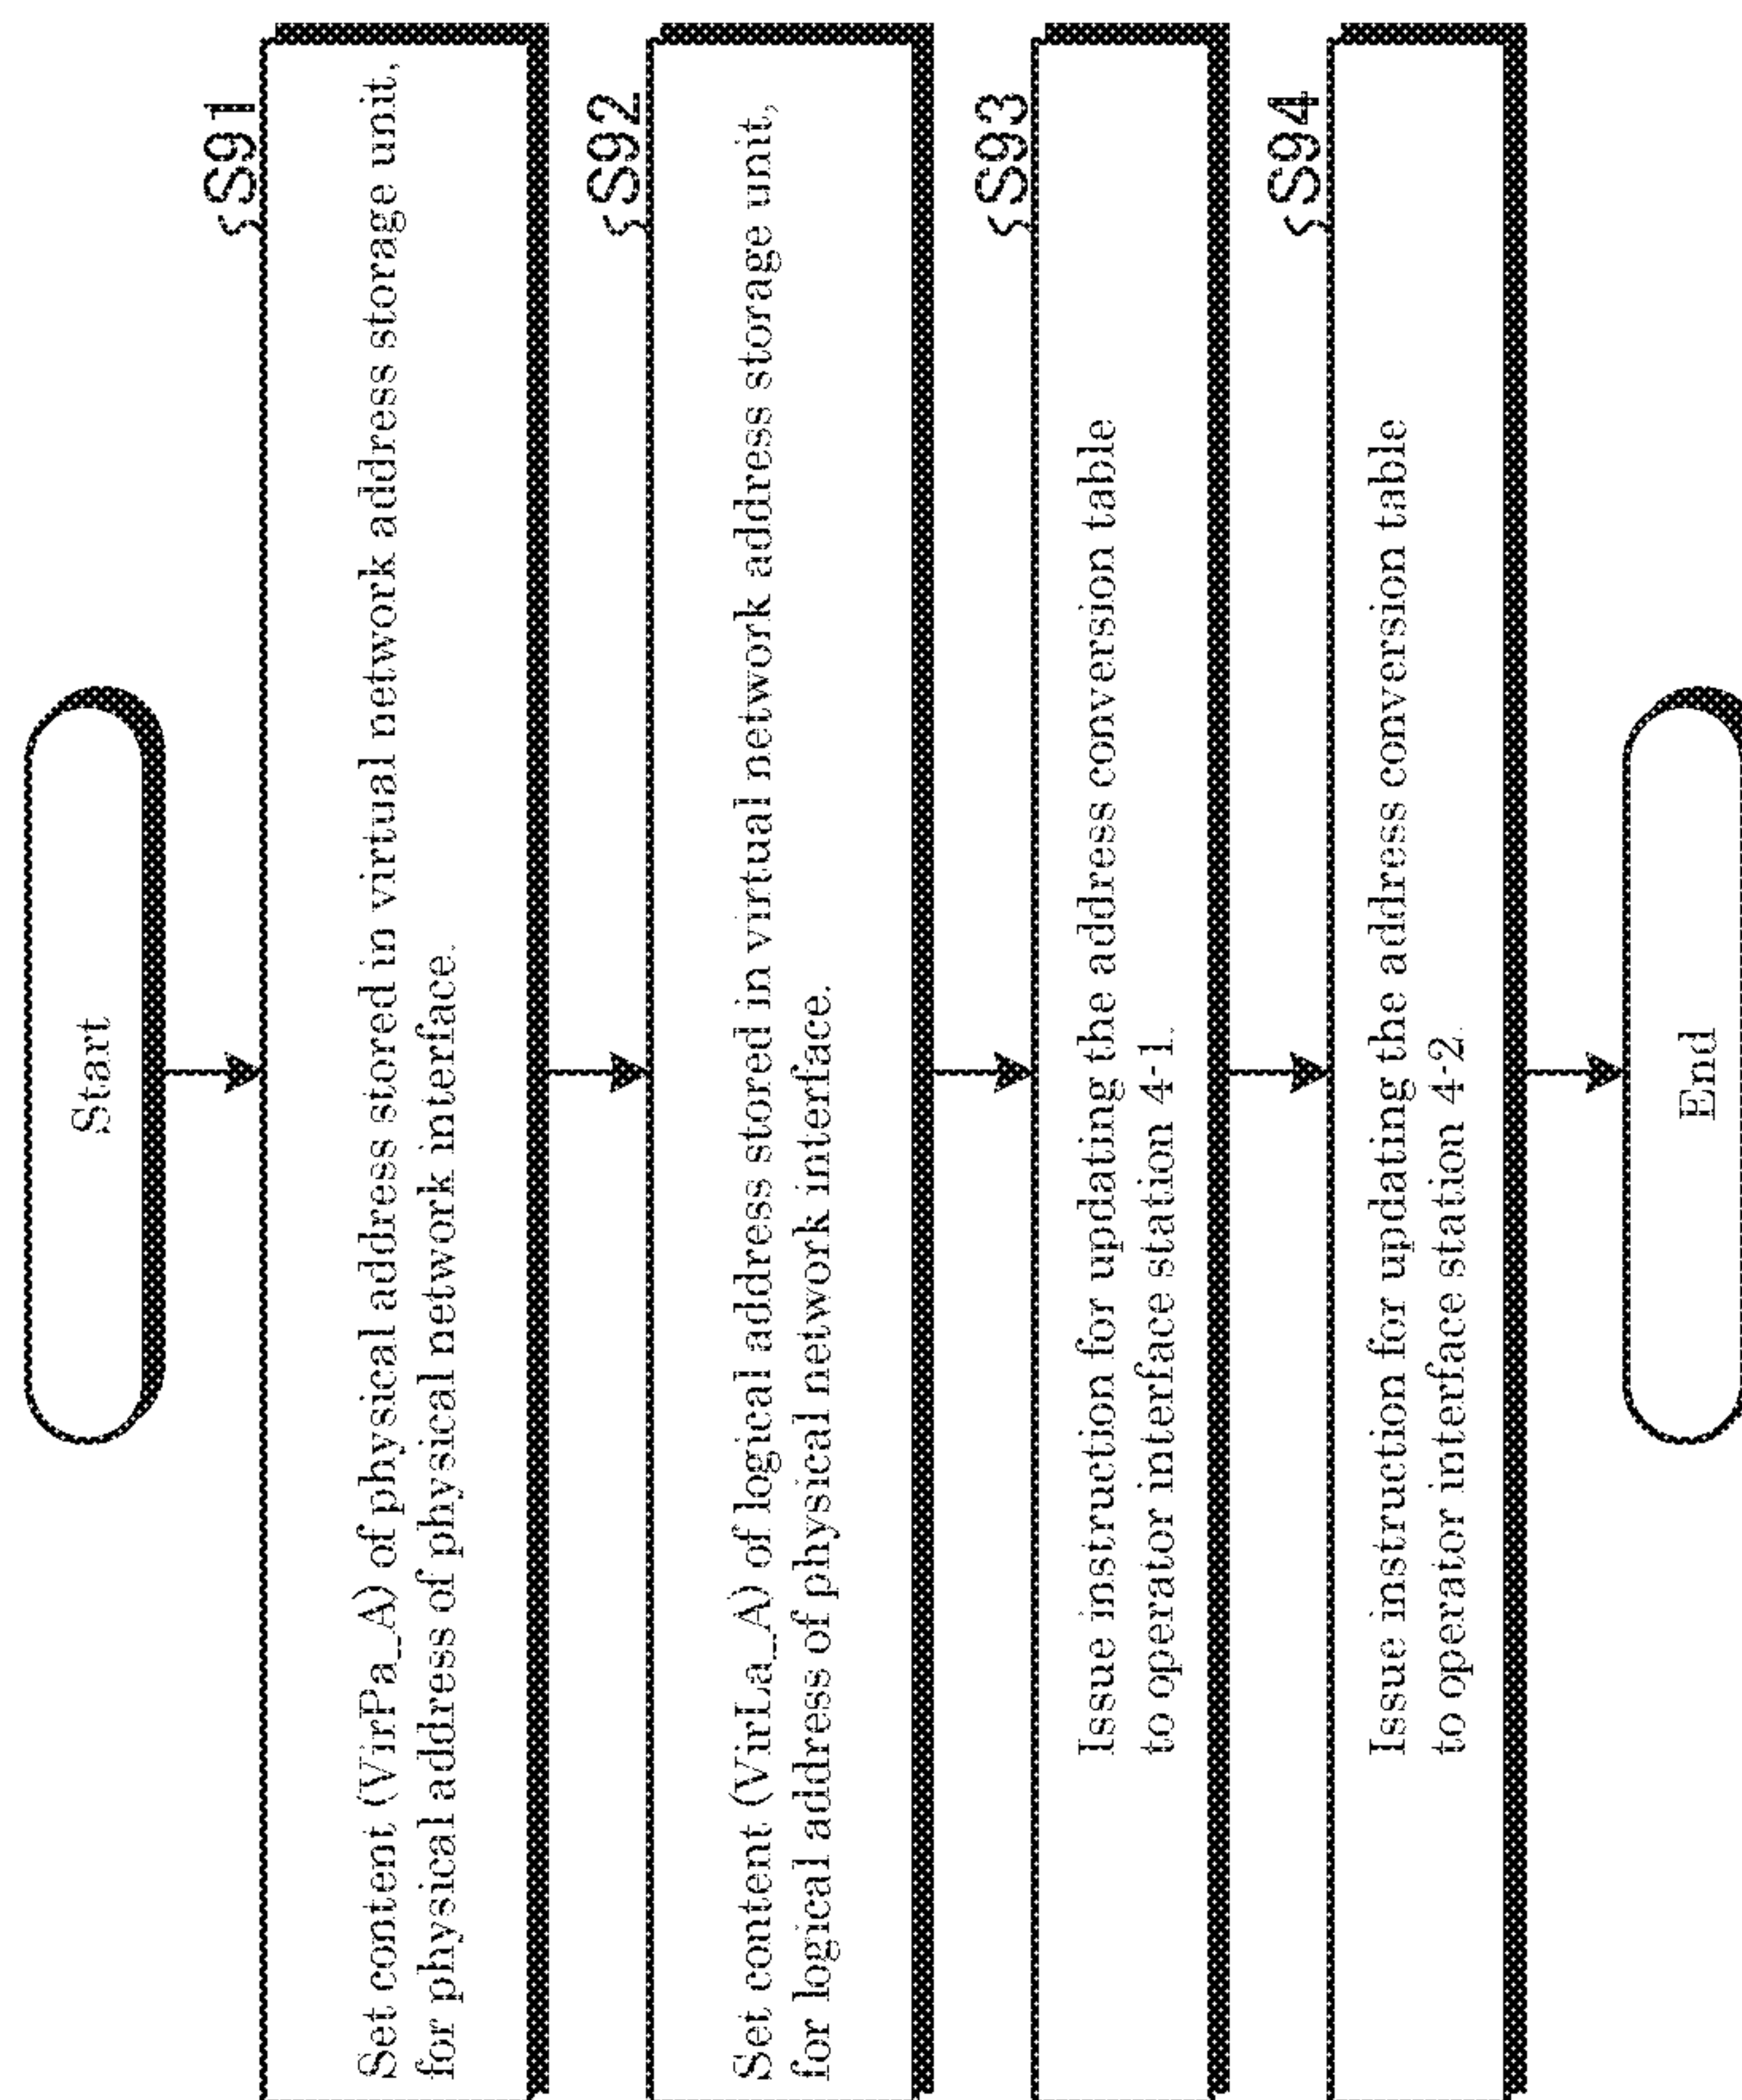 Start
S91
Set content (VirPa_A) of physical address stored in virtual network address storage unit,
for physical address of physical network interface.
S92
Set content (VirLa_A) of logical address stored in virtual network address storage unit,
for logical address of physical network interface.
S93
Issue instruction for updating the address conversion table
to operator interface station 4-1.
S94
Issue instruction for updating the address conversion table
to operator interface station 4-2.
End